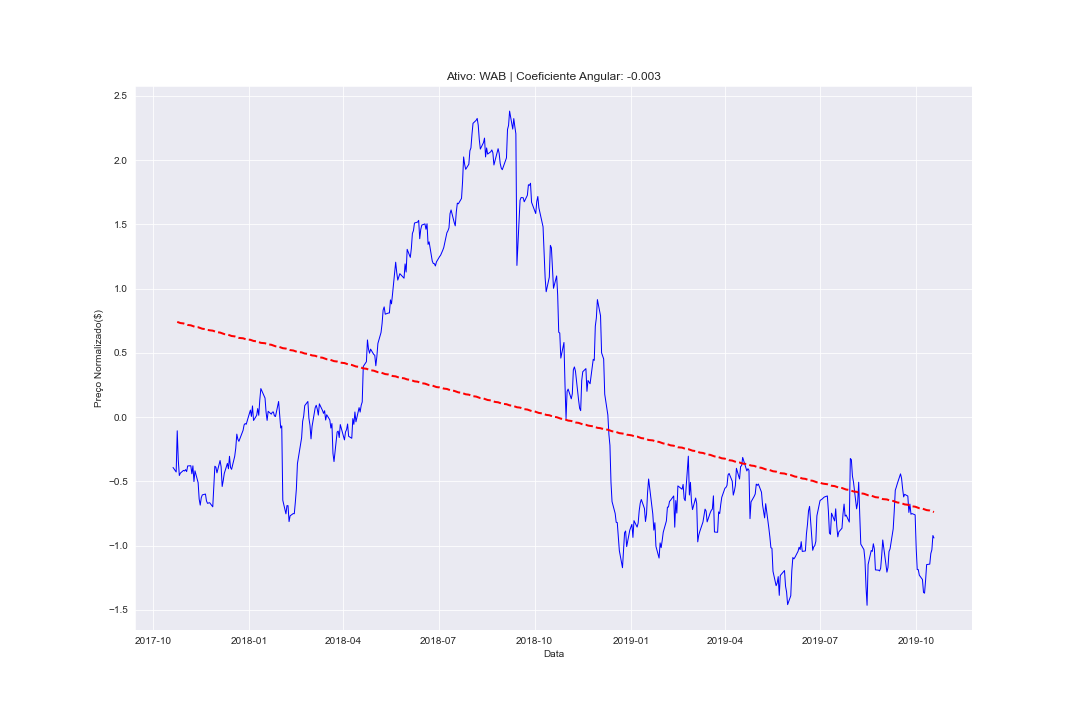 Ativo: WAB | Coeficiente Angular: -0.003
2.5
2.0
1.5
1.0
0.5
0.0
−0.5
−1.0
−1.5
Preço Normalizado($)
2017-10 2018-01 2018-04 2018-07 2018-10 2019-01 2019-04 2019-07 2019-10
Data